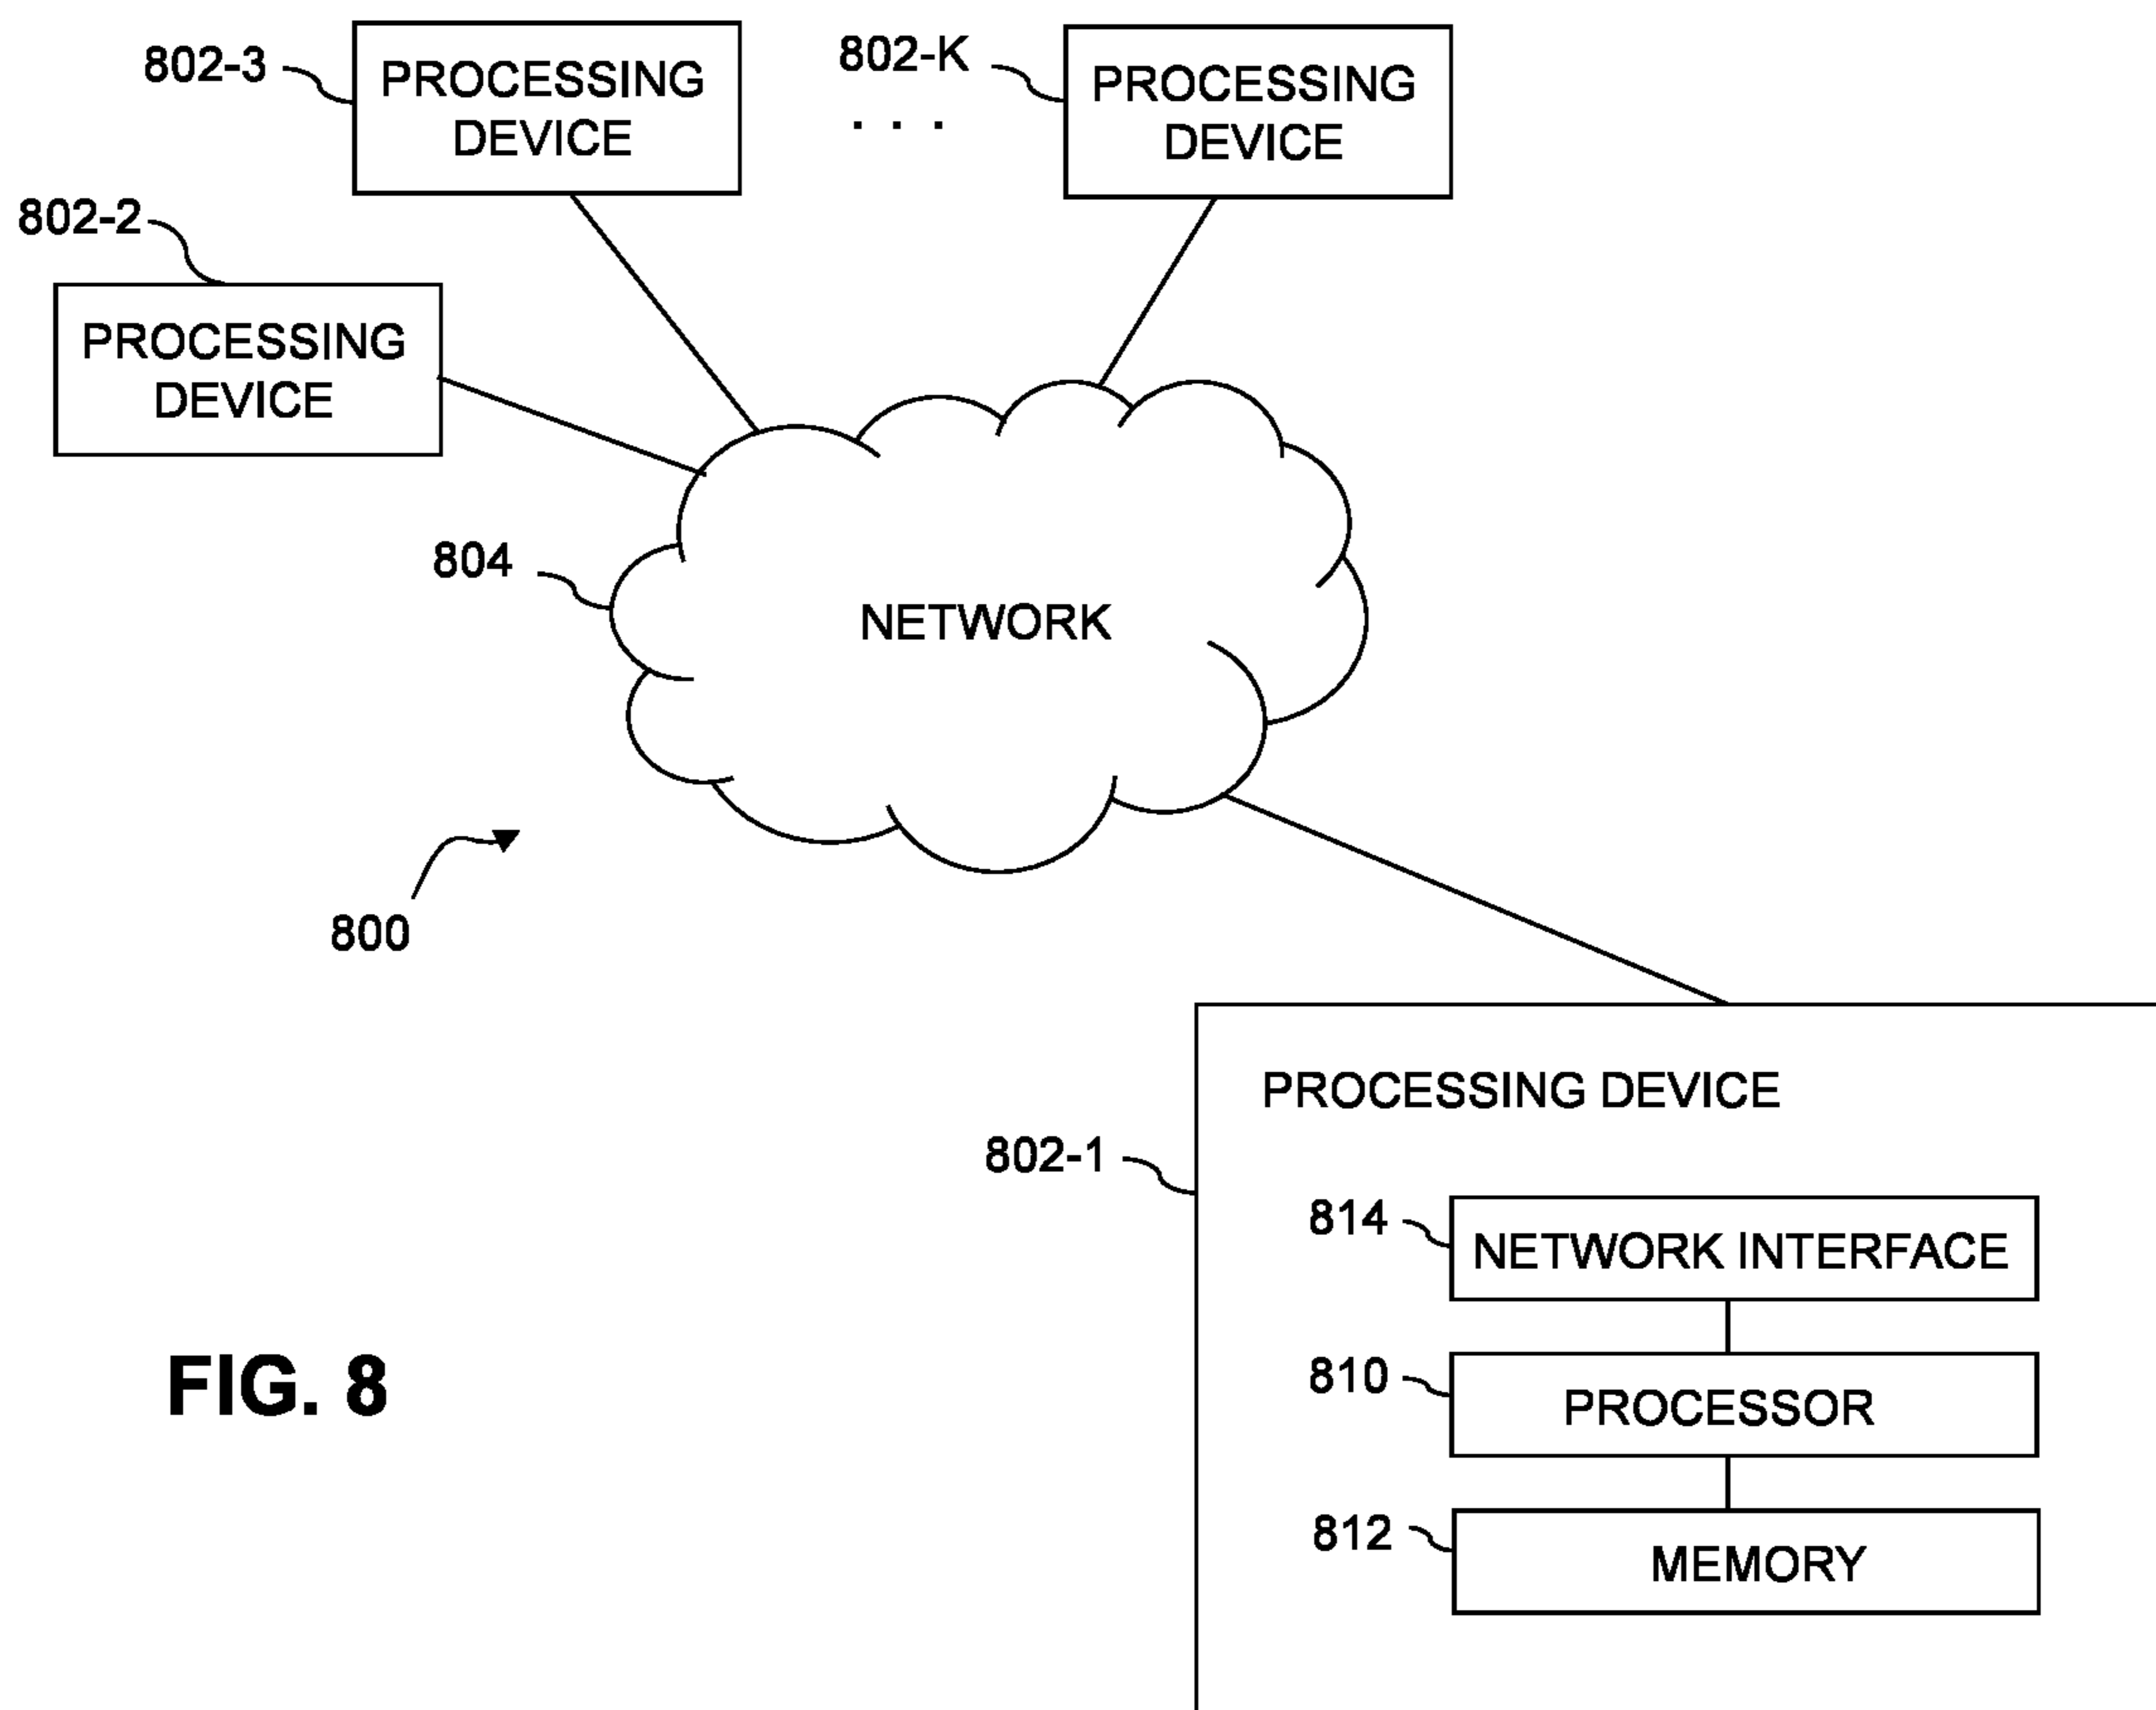 802-3
PROCESSING
DEVICE
802-K
. . .
PROCESSING
DEVICE
802-2
PROCESSING
DEVICE
804
NETWORK
800
PROCESSING DEVICE
802-1
814
NETWORK INTERFACE
810
PROCESSOR
812
MEMORY
FIG. 8